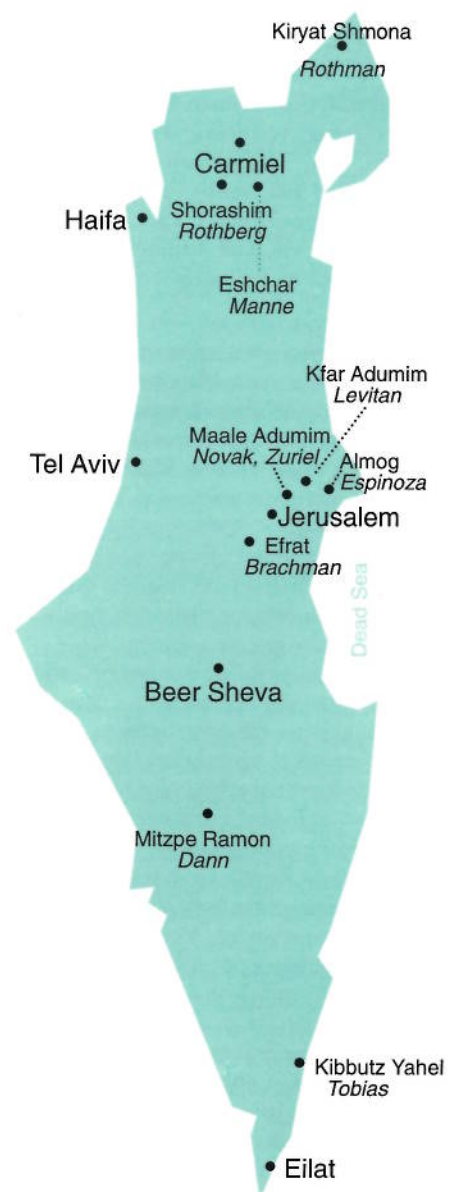 Kiryat Shmona
Rothman
Carmiel
Shorashim
Rothberg
Haifa
Eshchar
Manne
Kfar Adumim
Levitan
Maale Adumim
Novak, Zuriel
Tel Aviv
Almog
Espinoza
Jerusalem
Efrat
Brachman
Dead Sea
Beer Sheva
Mitzpe Ramon
Dann
Kibbutz Yahel
Tobias
Eilat